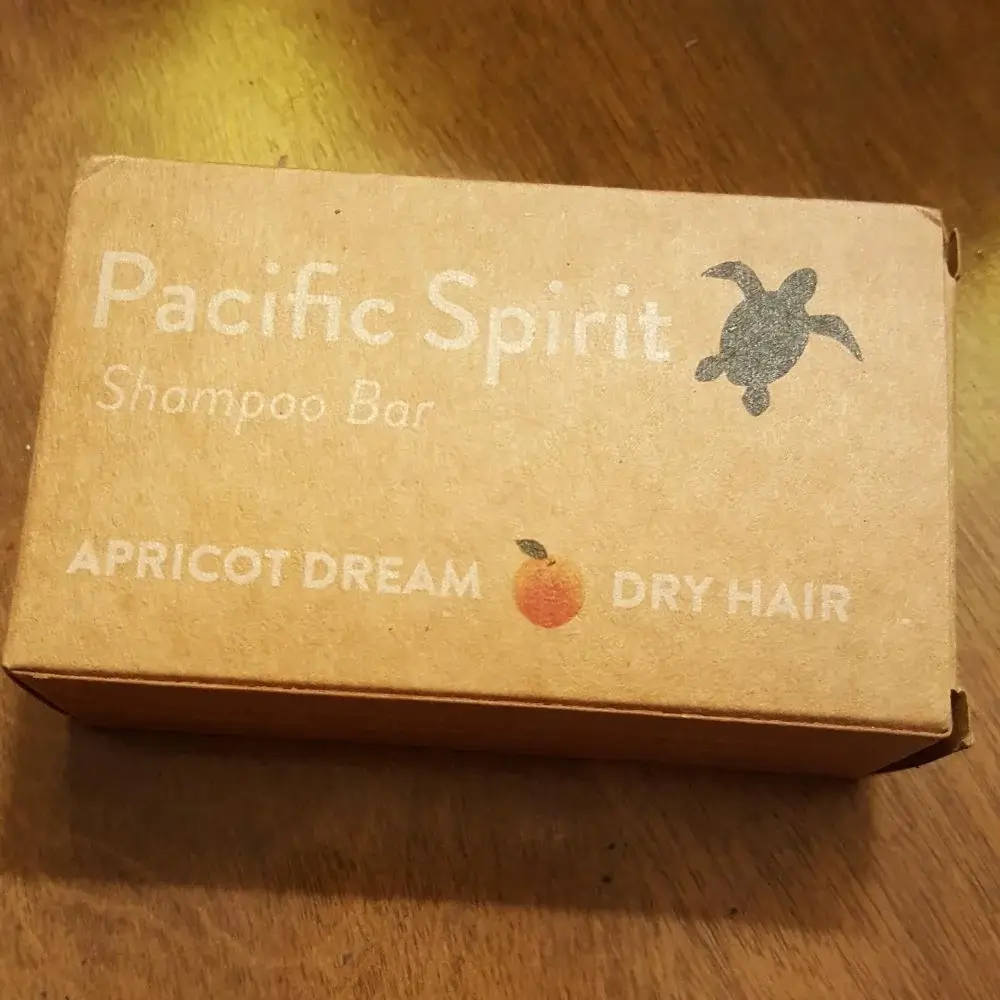 Pacific Spirit
Shampoo Bar
APRICOT DREAM DRY HAIR